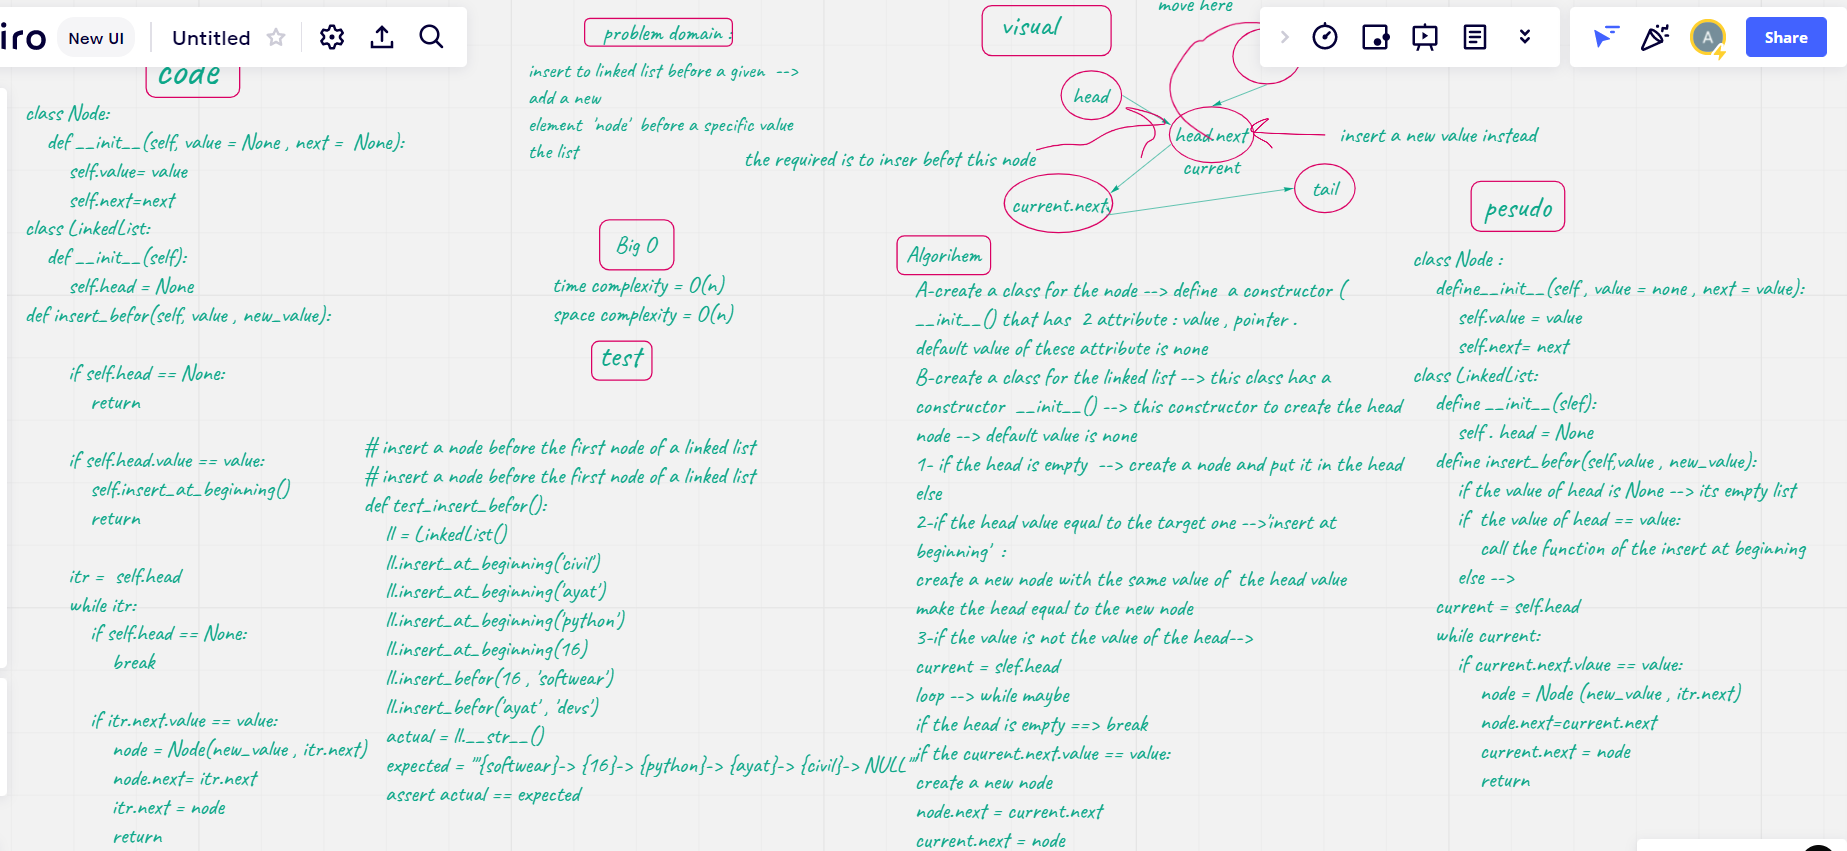 iro
New UI
Untitled
Share
A
code
class Node:
def __init__(self, value = None , next = None):
self.value= value
self.next=next
class LinkedList:
def __init__(self):
self.head = None
def insert_befor(self, value , new_value):
if self.head == None:
return
if self.head.value == value:
self.insert_at_beginning()
return
itr = self.head
while itr:
if self.head == None:
break
if itr.next.value == value:
node = Node(new_value , itr.next)
node.next= itr.next
itr.next = node
return
problem domain :
insert to linked list before a given -->
add a new
element 'node' before a specific value
the list
Big O
time complexity = O(n)
space complexity = O(n)
test
# insert a node before the first node of a linked list
# insert a node before the first node of a linked list
def test_insert_befor():
ll = LinkedList()
ll.insert_at_beginning('civil')
ll.insert_at_beginning('ayat')
ll.insert_at_beginning('python')
ll.insert_at_beginning(16)
ll.insert_befor(16 , 'softwear')
ll.insert_befor('ayat' , 'devs')
actual = ll.__str__()
expected = """{softwear}-> {16}-> {python}-> {ayat}-> {civil}-> NULL"""
assert actual == expected
visual
move here
head
head.next
insert a new value instead
the required is to inser befot this node
current
current.next
tail
Algorihem
A-create a class for the node --> define a constructor (
__init__() that has 2 attribute : value , pointer .
default value of these attribute is none
B-create a class for the linked list --> this class has a
constructor __init__() --> this constructor to create the head
node --> default value is none
1- if the head is empty --> create a node and put it in the head
else
2-if the head value equal to the target one -->'insert at
beginning' :
create a new node with the same value of the head value
make the head equal to the new node
3-if the value is not the value of the head-->
current = slef.head
loop --> while maybe
if the head is empty ==> break
if the cuurent.next.value == value:
create a new node
node.next = current.next
current.next = node
pesudo
class Node :
define__init__(self , value = none , next = value):
self.value = value
self.next= next
class LinkedList:
define __init__(slef):
self . head = None
define insert_befor(self,value , new_value):
if the value of head is None --> its empty list
if the value of head == value:
call the function of the insert at beginning
else -->
current = self.head
while current:
if current.next.vlaue == value:
node = Node (new_value , itr.next)
node.next=current.next
current.next = node
return